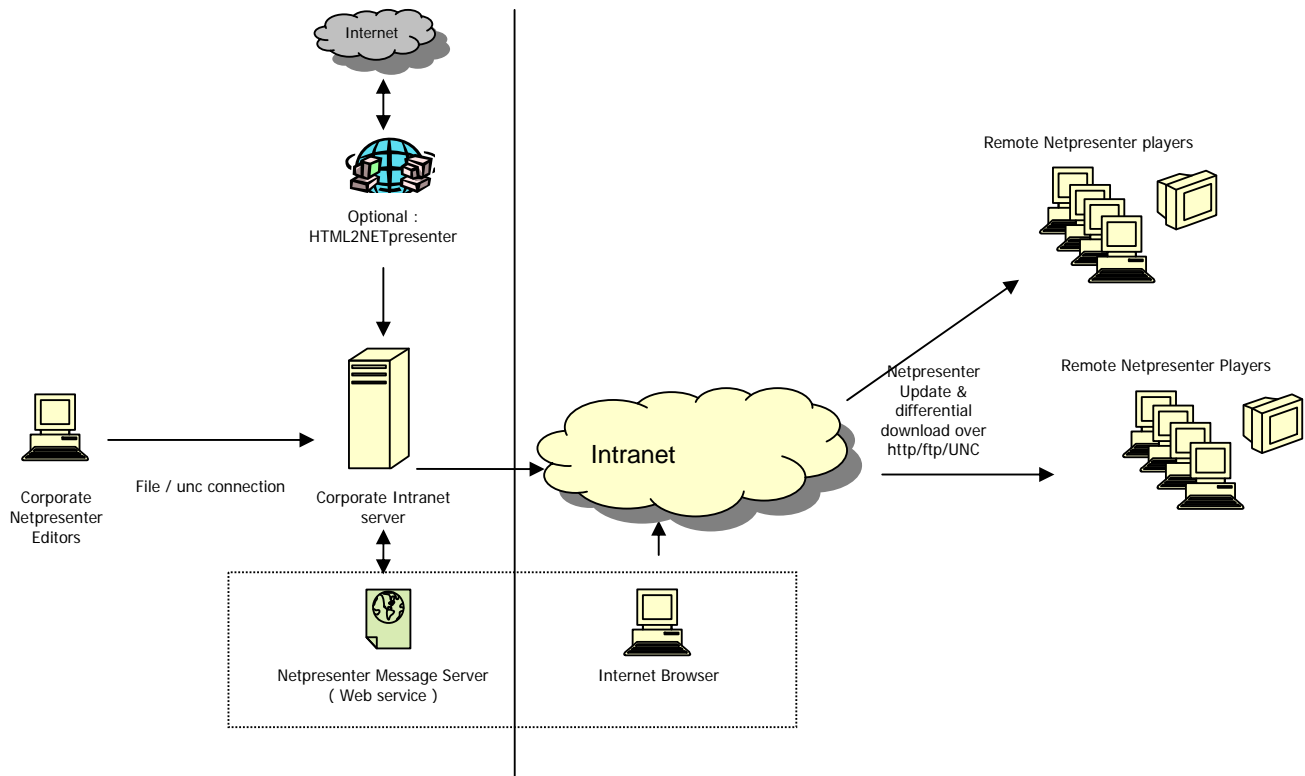 Internet
Optional :
HTML2NETpresenter
Remote Netpresenter players
Remote Netpresenter Players
Netpresenter
Update &
differential
download over
http/ftp/UNC
Intranet
File / unc connection
Corporate
Netpresenter
Editors
Corporate Intranet
server
Netpresenter Message Server
( Web service )
Internet Browser